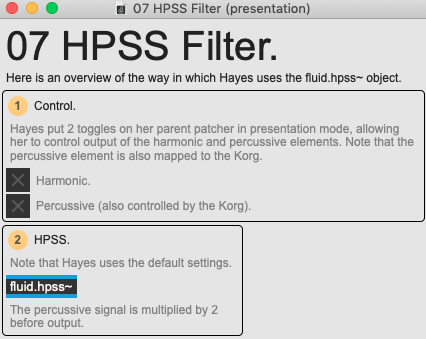 07 HPSS Filter (presentation)
07 HPSS Filter.
Here is an overview of the way in which Hayes uses the fluid.hpss~ object.
1 Control.
Hayes put 2 toggles on her parent patcher in presentation mode, allowing
her to control output of the harmonic and percussive elements. Note that the
percussive element is also mapped to the Korg.
Harmonic.
Percussive (also controlled by the Korg).
2 HPSS.
Note that Hayes uses the default settings.
fluid.hpss~
The percussive signal is multiplied by 2
before output.